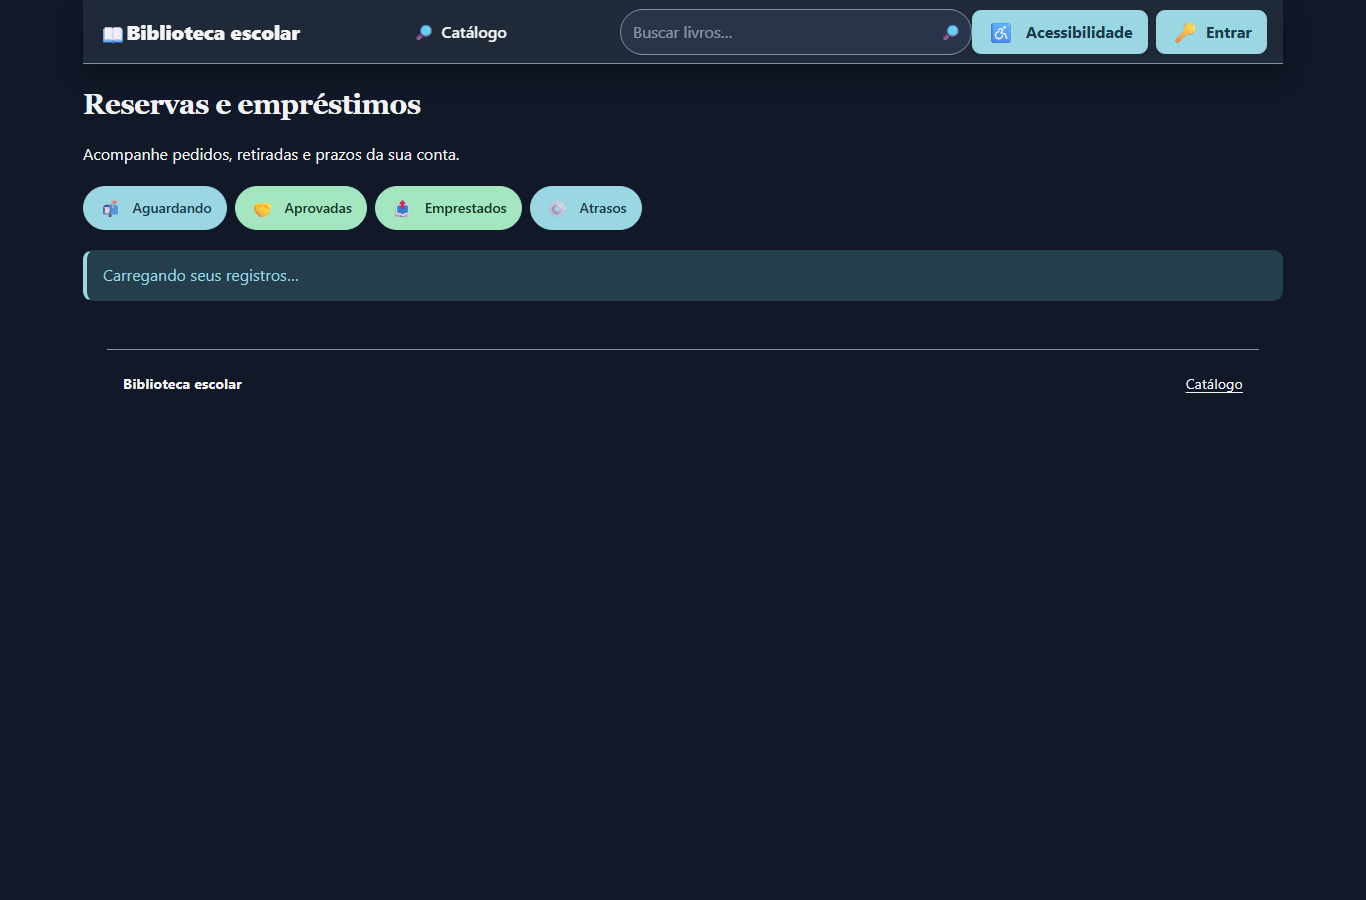 Biblioteca escolar
Catálogo
Buscar livros...
Acessibilidade
Entrar
Reservas e empréstimos
Acompanhe pedidos, retiradas e prazos da sua conta.
Aguardando
Aprovadas
Emprestados
Atrasos
Carregando seus registros...
Biblioteca escolar
Catálogo